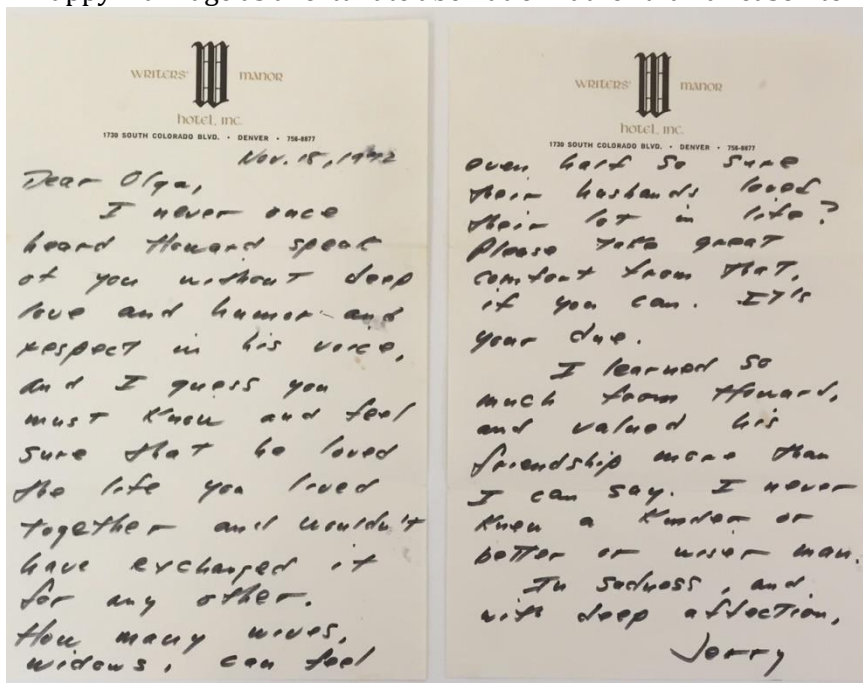 WRITERS' MANOR
HOTEL, INC.
1730 SOUTH COLORADO BLVD. • DENVER • 756-8877
Nov. 18, 1972
Dear Olga,
I never once
heard Howard speak
of you without deep
love and humor and
respect in his voice,
and I guess you
must know and feel
sure that he loved
the life you lived
together and wouldn't
have exchanged it
for any other.
How many wives,
widows, can feel
WRITERS' MANOR
HOTEL, INC.
1730 SOUTH COLORADO BLVD. • DENVER • 756-8877
even half so sure
their husbands loved
their lot in life?
Please take great
comfort from that,
if you can. It's
your due.
I learned so
much from Howard,
and valued his
friendship more than
I can say. I never
knew a kinder or
better or wiser man.
In sadness, and
with deep affection,
Jerry